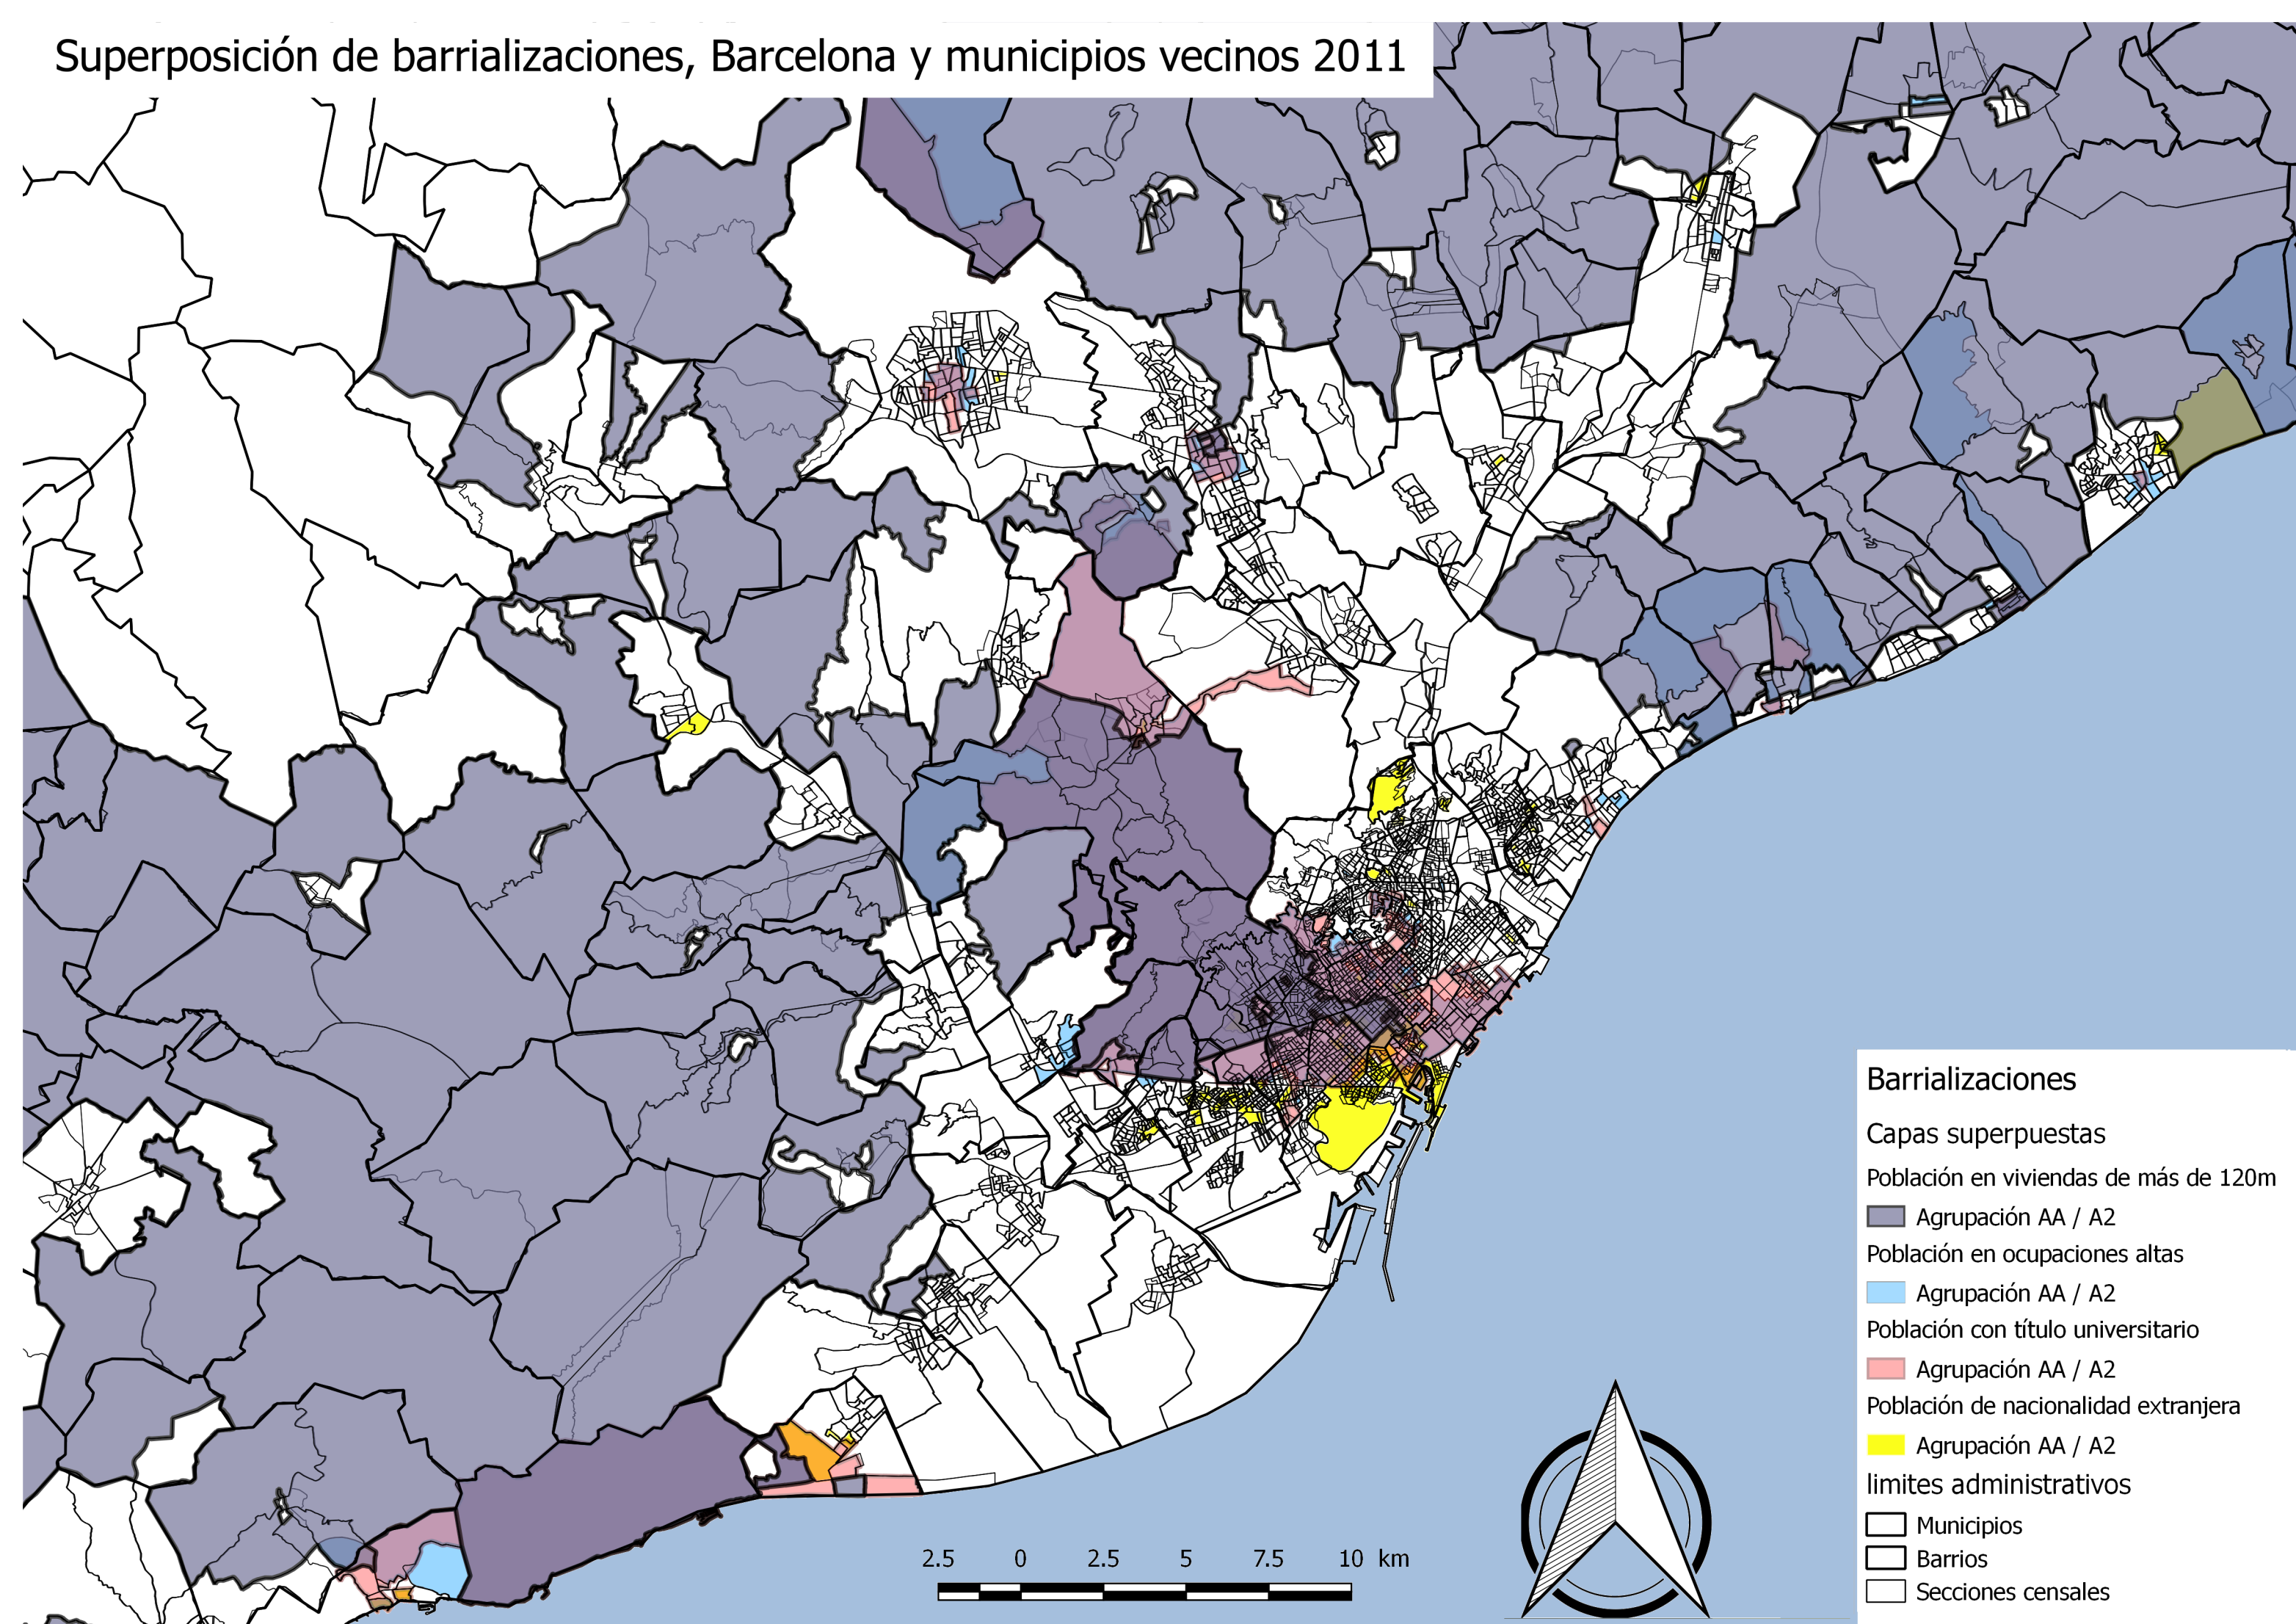 Superposición de barrializaciones, Barcelona y municipios vecinos 2011
Barrializaciones
Capas superpuestas
Población en viviendas de más de 120m
Agrupación AA / A2
Población en ocupaciones altas
Agrupación AA / A2
Población con título universitario
Agrupación AA / A2
Población de nacionalidad extranjera
Agrupación AA / A2
limites administrativos
Municipios
Barrios
Secciones censales
2.5 0 2.5 5 7.5 10 km